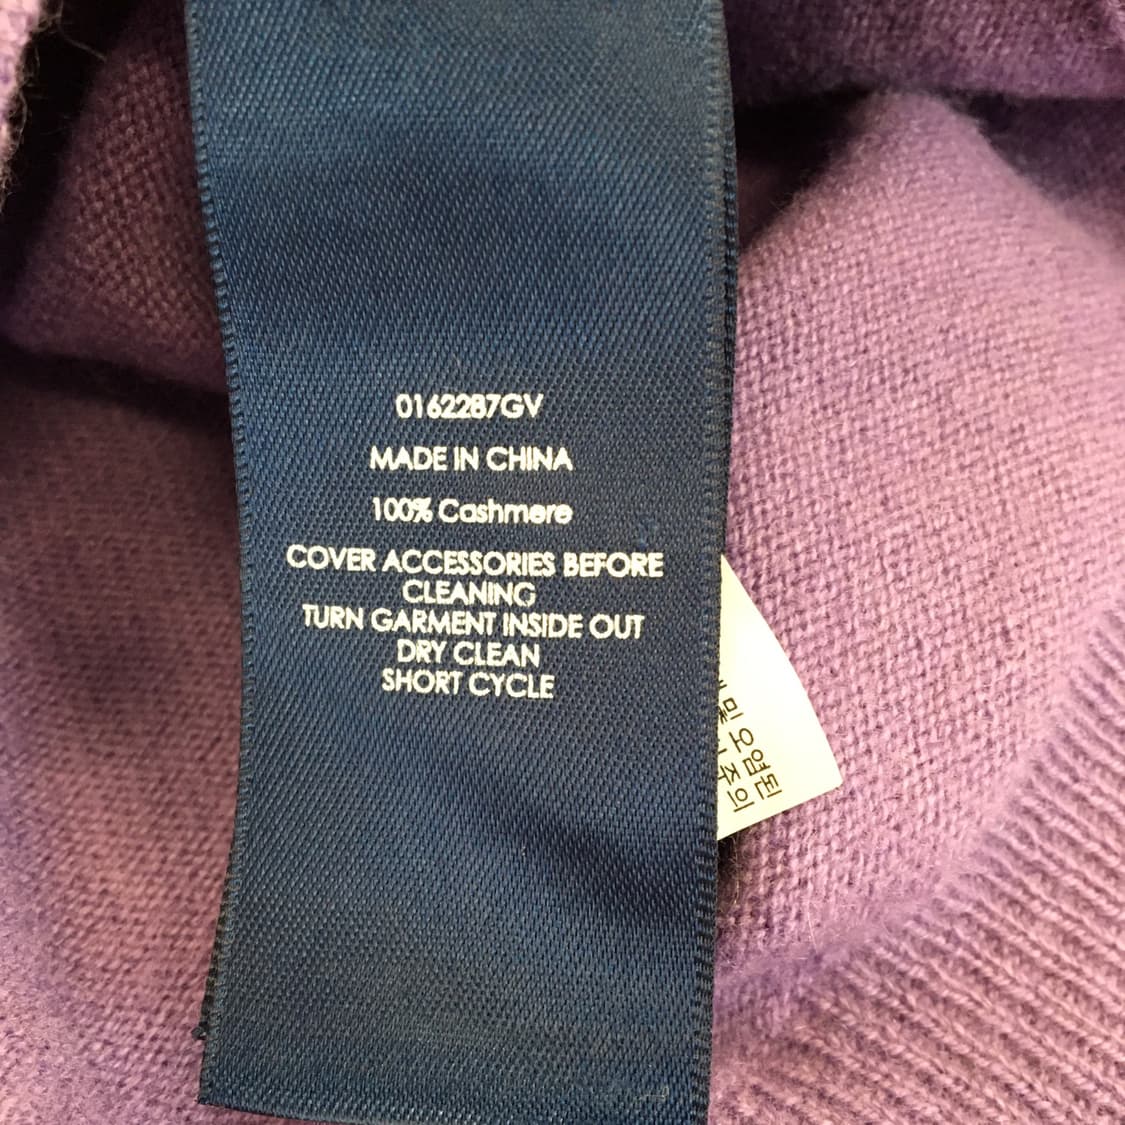 0162287GV
MADE IN CHINA
100% Cashmere
COVER ACCESSORIES BEFORE
CLEANING
TURN GARMENT INSIDE OUT
DRY CLEAN
SHORT CYCLE